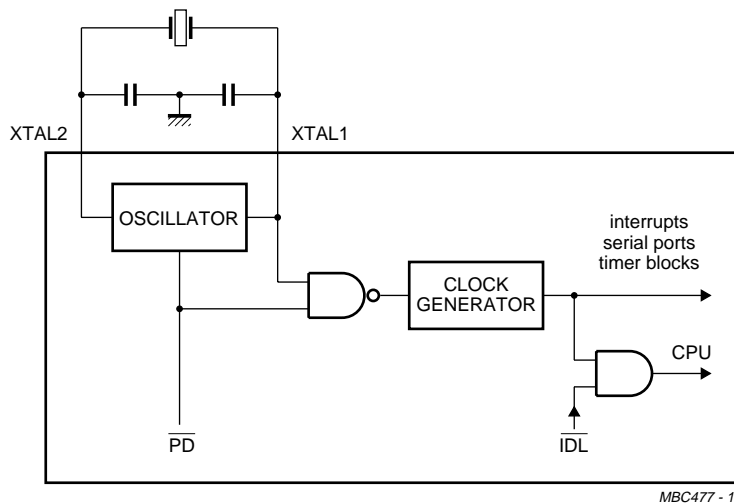 XTAL2
XTAL1
OSCILLATOR
interrupts
serial ports
timer blocks
CLOCK
GENERATOR
CPU
PD
IDL
MBC477 - 1